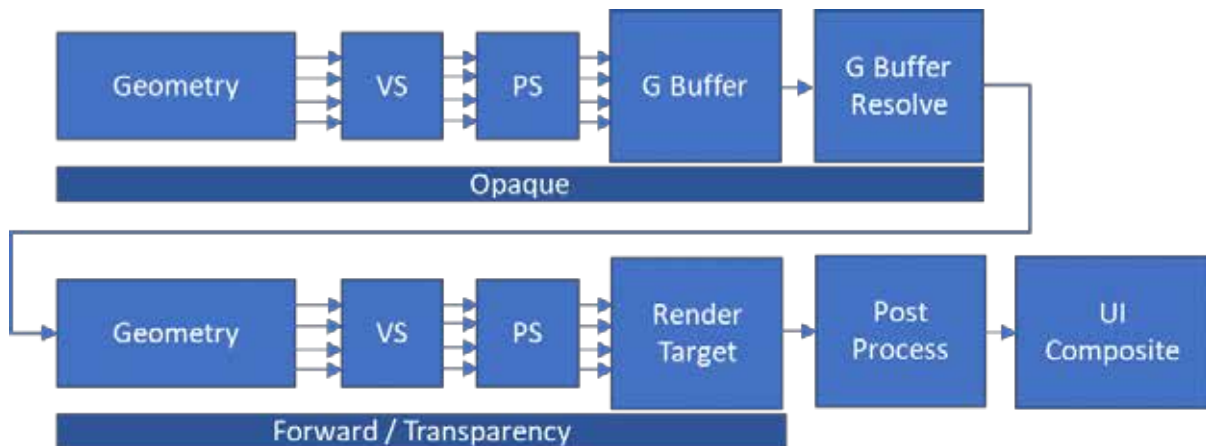 Geometry
VS
PS
G Buffer
G Buffer
Resolve
Opaque
Geometry
VS
PS
Render
Target
Post
Process
UI
Composite
Forward / Transparency